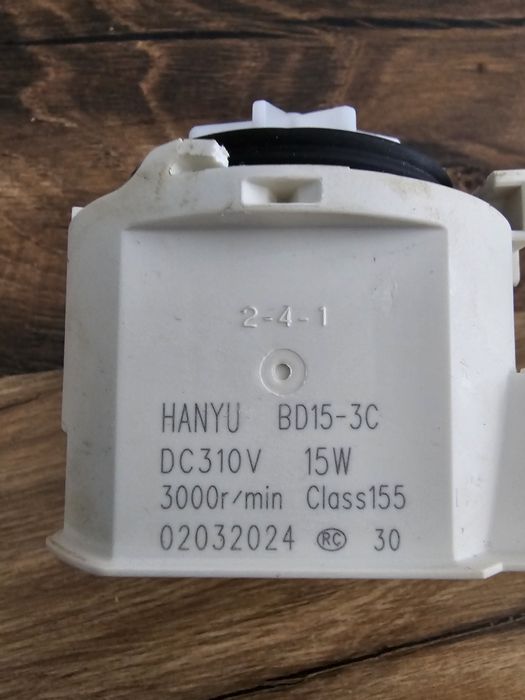 2-4-1
HANYU BD15-3C
DC310V 15W
3000r/min Class155
02032024 RC 30